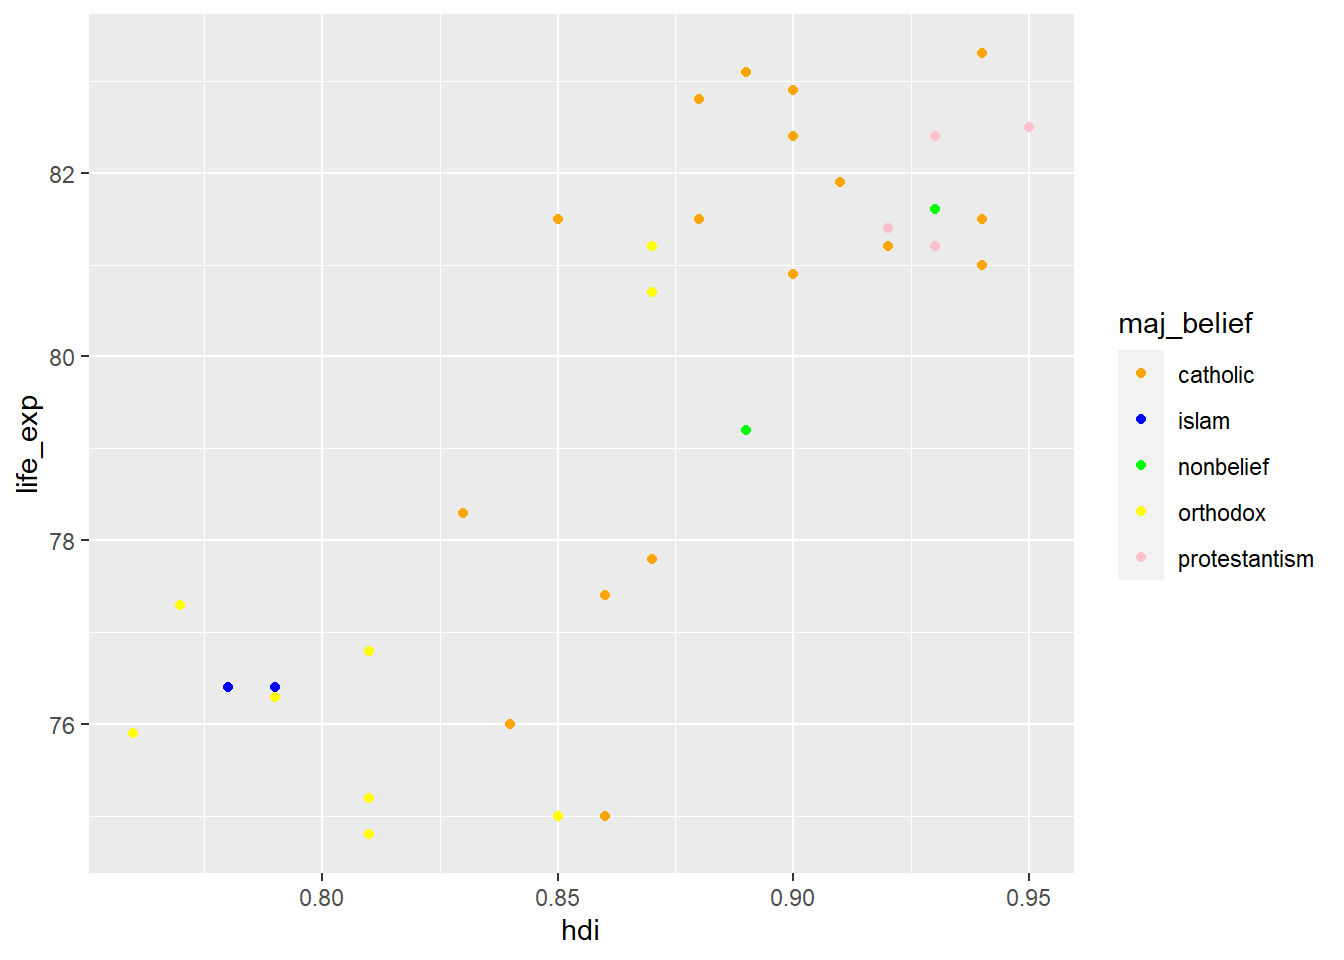 82
80
78
76
life_exp
0.80 0.85 0.90 0.95
hdi
maj_belief
catholic
islam
nonbelief
orthodox
protestantism